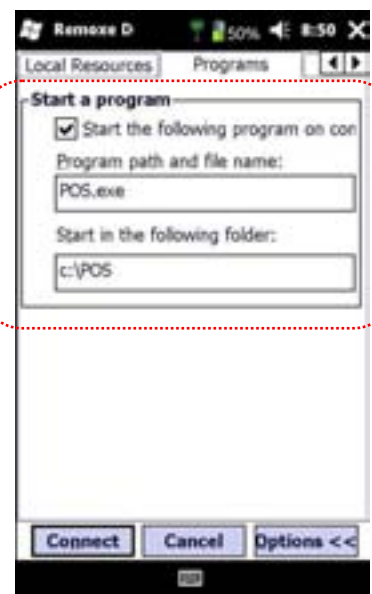 Remoxe D 50% 8:50
Local Resources Programs
Start a program
Start the following program on con
Program path and file name:
POS.exe
Start in the following folder:
c:\POS
Connect Cancel Options <<